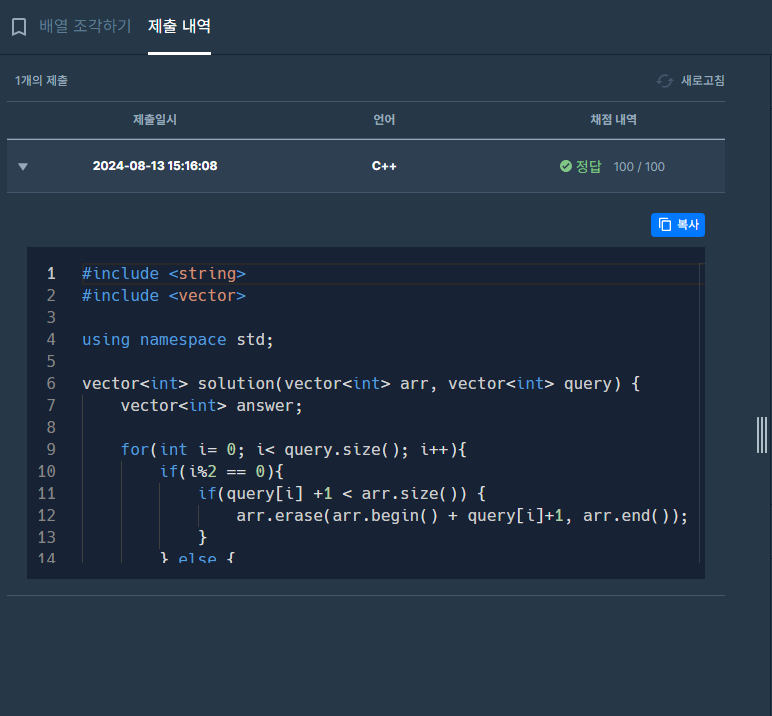 배열 조각하기 제출 내역
1개의 제출 새로고침
제출일시 언어 채점 내역
2024-08-13 15:16:08 C++ 정답 100 / 100
복사
1 #include <string>
2 #include <vector>
3
4 using namespace std;
5
6 vector<int> solution(vector<int> arr, vector<int> query) {
7     vector<int> answer;
8
9     for(int i= 0; i< query.size(); i++){
10         if(i%2 == 0){
11             if(query[i] +1 < arr.size()) {
12                 arr.erase(arr.begin() + query[i]+1, arr.end());
13             }
14         } else {